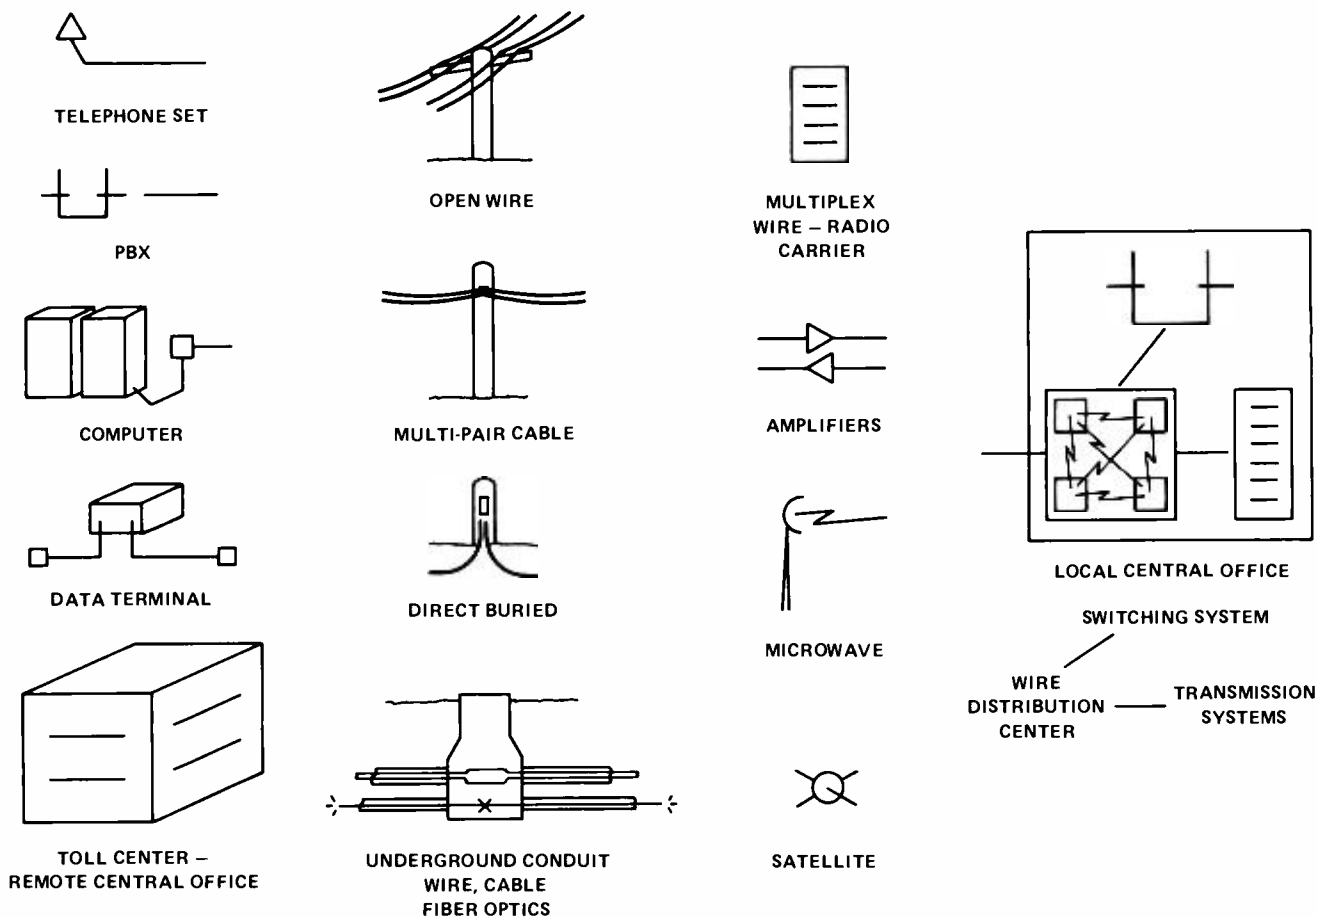 TELEPHONE SET
PBX
COMPUTER
DATA TERMINAL
TOLL CENTER –
REMOTE CENTRAL OFFICE
OPEN WIRE
MULTI-PAIR CABLE
DIRECT BURIED
UNDERGROUND CONDUIT
WIRE, CABLE
FIBER OPTICS
MULTIPLEX
WIRE – RADIO
CARRIER
AMPLIFIERS
MICROWAVE
SATELLITE
LOCAL CENTRAL OFFICE
SWITCHING SYSTEM
WIRE
DISTRIBUTION
CENTER
TRANSMISSION
SYSTEMS